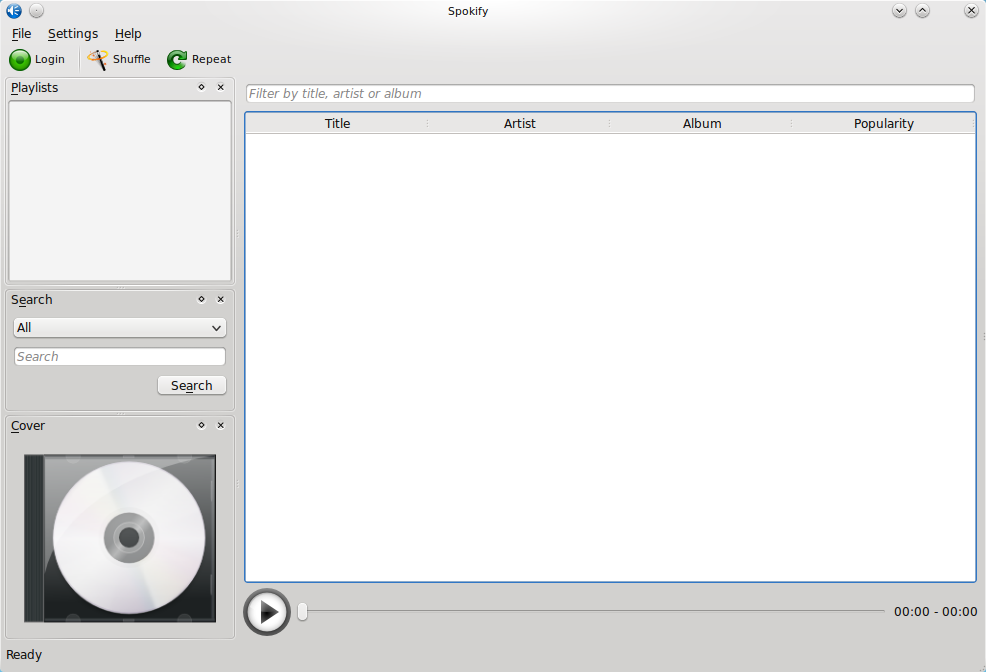 Spokify
File Settings Help
Login Shuffle Repeat
Playlists
Filter by title, artist or album
Title Artist Album Popularity
Search
All
Search
Search
Cover
00:00 - 00:00
Ready